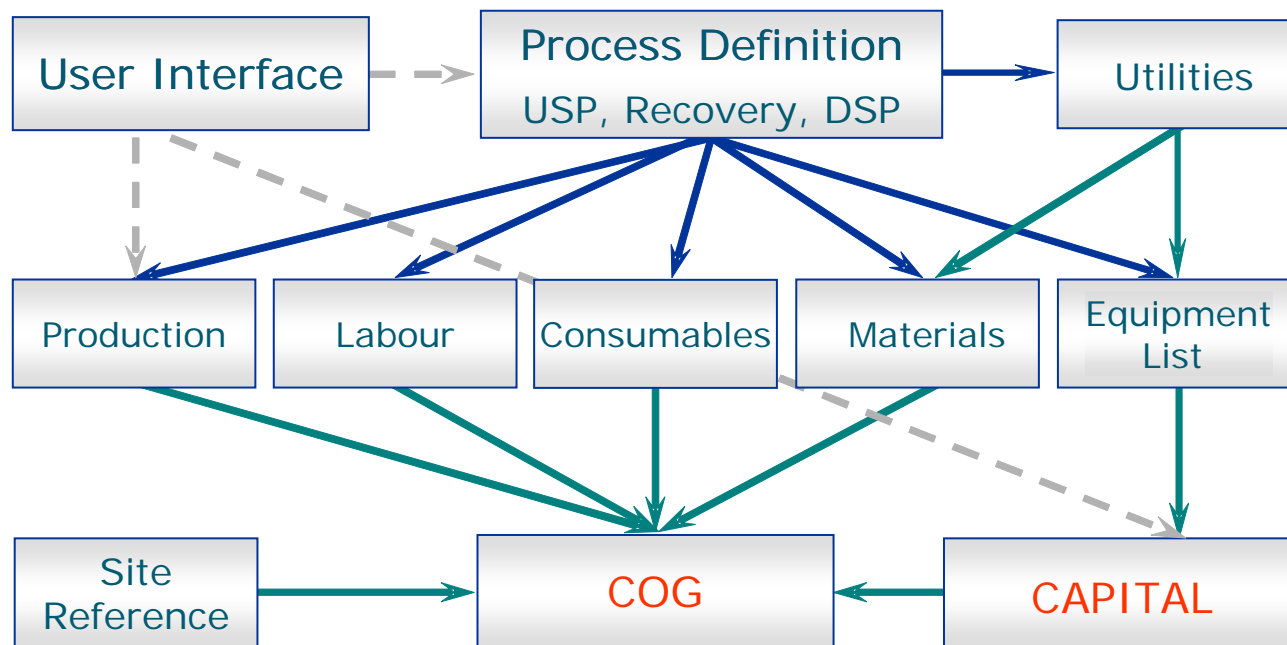 User Interface
Process Definition
USP, Recovery, DSP
Utilities
Production
Labour
Consumables
Materials
Equipment
List
Site
Reference
COG
CAPITAL